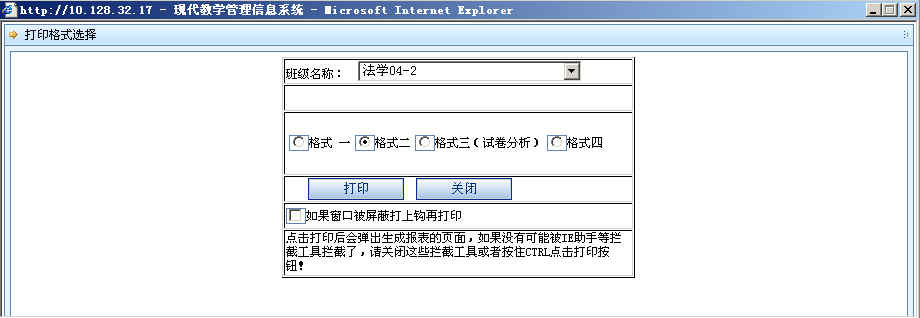 http://10.128.32.17 - 现代教学管理信息系统 - Microsoft Internet Explorer
打印格式选择
班级名称： 法学04-2
格式 一 格式二 格式三（试卷分析） 格式四
打印 关闭
如果窗口被屏蔽打上钩再打印
点击打印后会弹出生成报表的页面，如果没有可能被IE助手等拦
截工具拦截了，请关闭这些拦截工具或者按住CTRL点击打印按
钮！